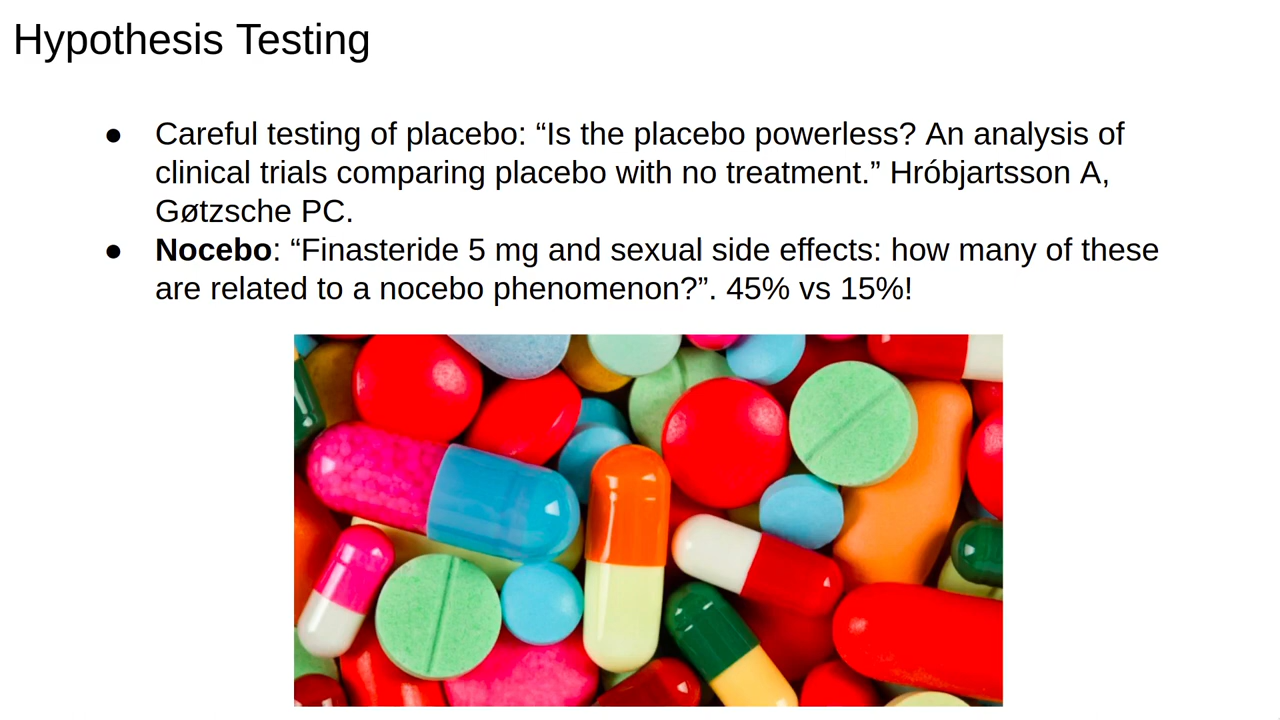 Hypothesis Testing
● Careful testing of placebo: “Is the placebo powerless? An analysis of
clinical trials comparing placebo with no treatment.” Hróbjartsson A,
Gøtzsche PC.
● Nocebo: “Finasteride 5 mg and sexual side effects: how many of these
are related to a nocebo phenomenon?”. 45% vs 15%!